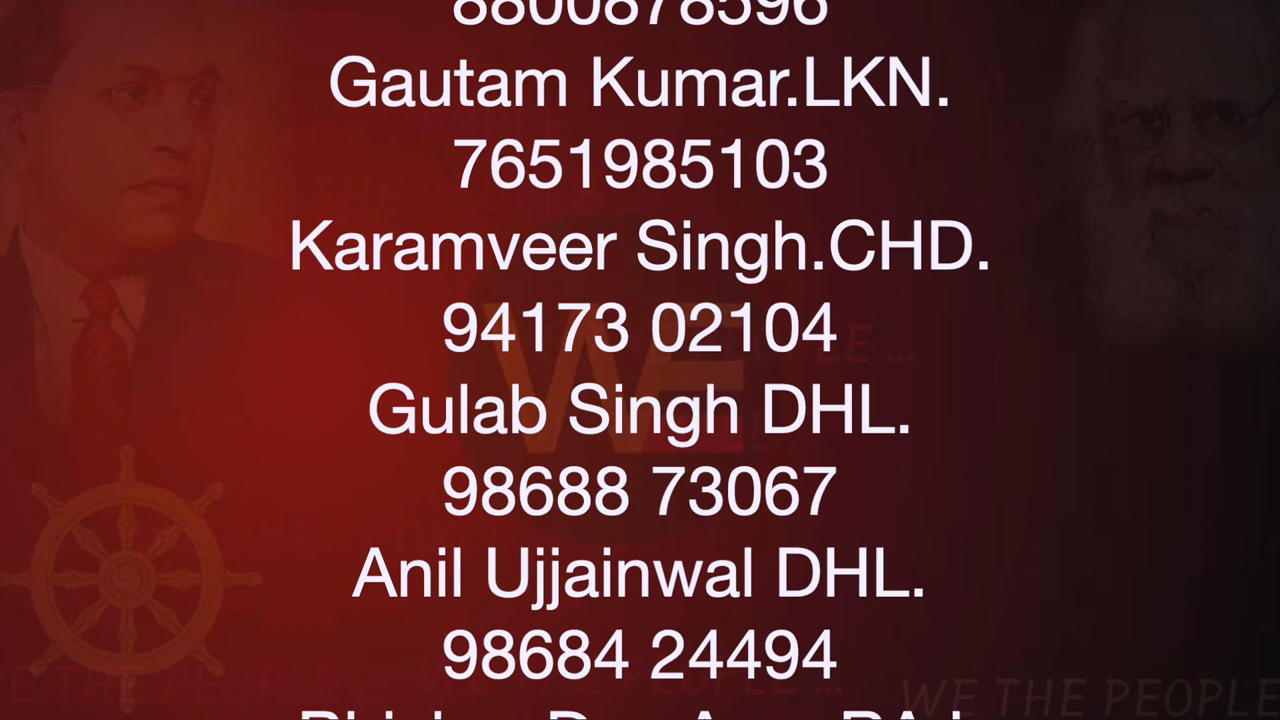 8800878596
Gautam Kumar.LKN.
7651985103
Karamveer Singh.CHD.
94173 02104
Gulab Singh DHL.
98688 73067
Anil Ujjainwal DHL.
98684 24494
WE THE PEOPLE